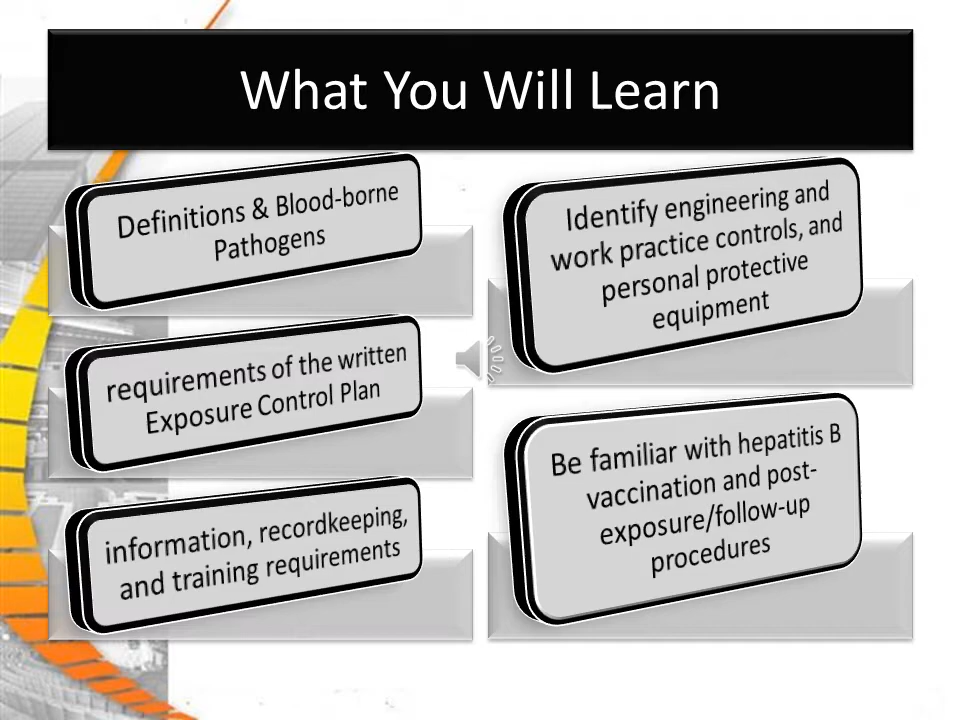 What You Will Learn
Definitions & Blood-borne
Pathogens
requirements of the written
Exposure Control Plan
information, recordkeeping,
and training requirements
Identify engineering and
work practice controls, and
personal protective
equipment
Be familiar with hepatitis B
vaccination and post-
exposure/follow-up
procedures